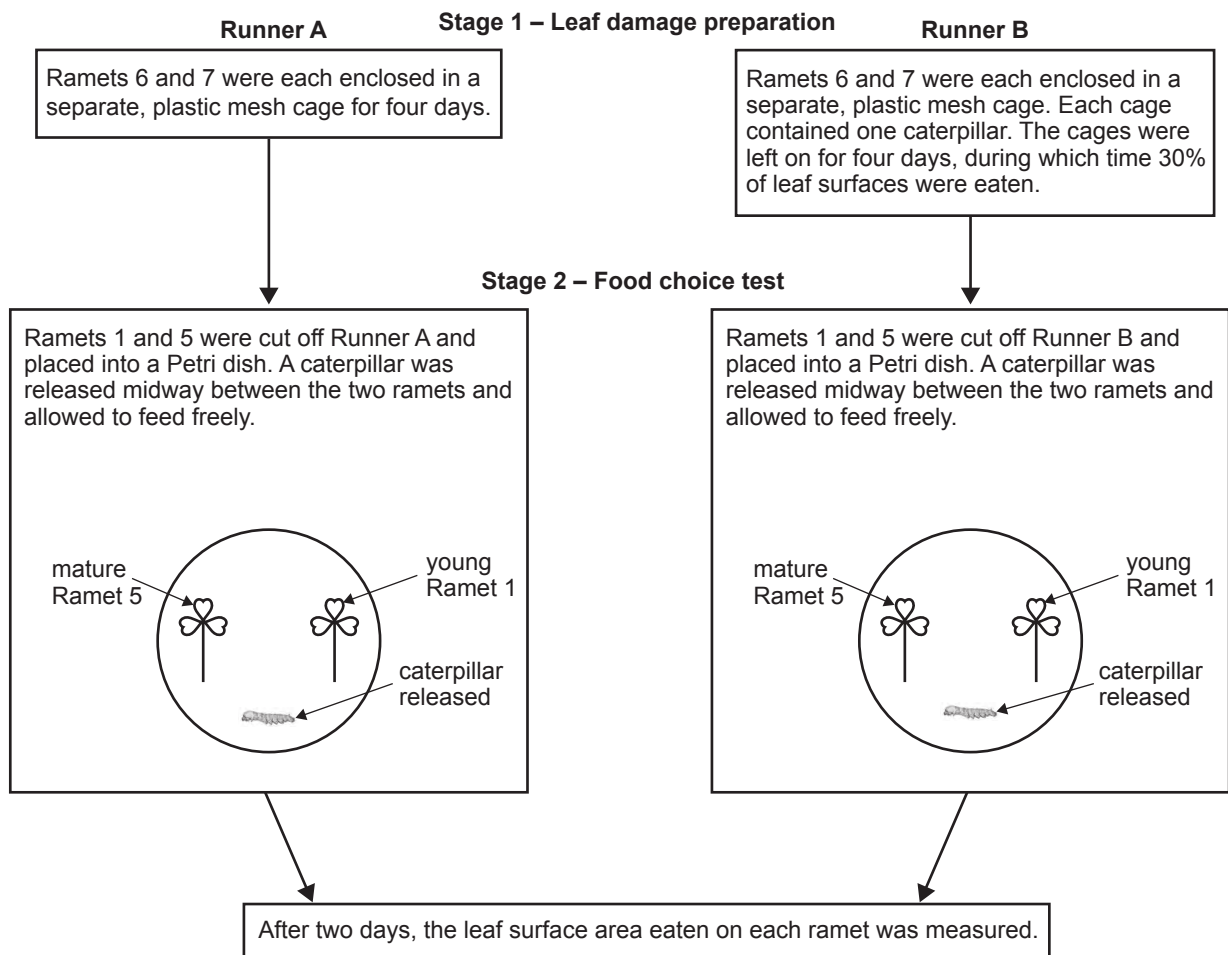 Stage 1 – Leaf damage preparation
Runner A
Ramets 6 and 7 were each enclosed in a
separate, plastic mesh cage for four days.
Runner B
Ramets 6 and 7 were each enclosed in a
separate, plastic mesh cage. Each cage
contained one caterpillar. The cages were
left on for four days, during which time 30%
of leaf surfaces were eaten.
Stage 2 – Food choice test
Ramets 1 and 5 were cut off Runner A and
placed into a Petri dish. A caterpillar was
released midway between the two ramets and
allowed to feed freely.
mature
Ramet 5
young
Ramet 1
caterpillar
released
Ramets 1 and 5 were cut off Runner B and
placed into a Petri dish. A caterpillar was
released midway between the two ramets and
allowed to feed freely.
mature
Ramet 5
young
Ramet 1
caterpillar
released
After two days, the leaf surface area eaten on each ramet was measured.